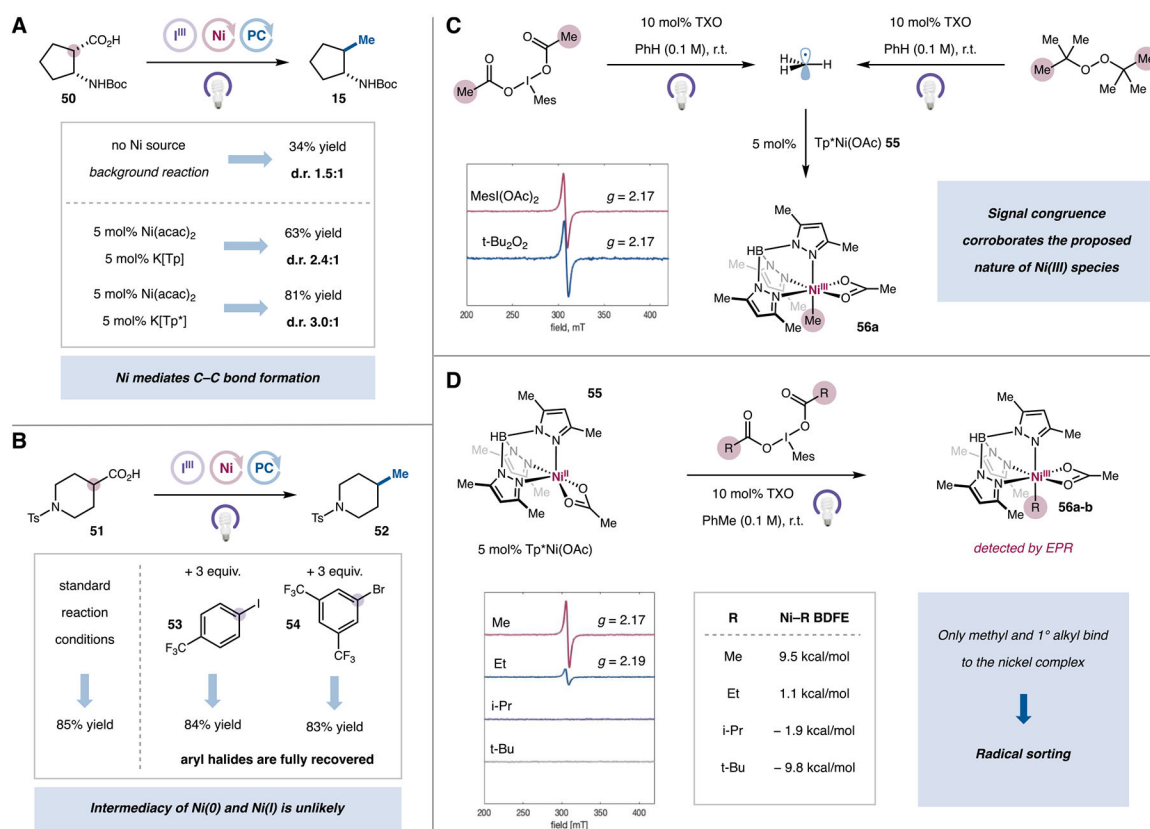 A
CO₂H
NHBoc
50
I^III
Ni
PC
Me
NHBoc
15
no Ni source
background reaction
34% yield
d.r. 1.5:1
5 mol% Ni(acac)₂
5 mol% K[Tp]
63% yield
d.r. 2.4:1
5 mol% Ni(acac)₂
5 mol% K[Tp*]
81% yield
d.r. 3.0:1
Ni mediates C–C bond formation
B
CO₂H
N
Ts
51
I^III
Ni
PC
Me
N
Ts
52
standard
reaction
conditions
85% yield
+ 3 equiv.
I
53
F₃C
84% yield
+ 3 equiv.
F₃C
Br
54
CF₃
83% yield
aryl halides are fully recovered
Intermediacy of Ni(0) and Ni(I) is unlikely
C
O
Me
O
O
I
Me
O
Mes
10 mol% TXO
PhH (0.1 M), r.t.
H
H
H
10 mol% TXO
PhH (0.1 M), r.t.
Me
Me
Me
O
O
Me
Me
Me
5 mol%
Tp*Ni(OAc) 55
MesI(OAc)₂
g = 2.17
t-Bu₂O₂
g = 2.17
200
250
300
350
400
field, mT
Me
N
N
Me
HB
Me
N
N
N
N
Me
Ni^III
O
O
Me
Me
Me
Me
56a
Signal congruence
corroborates the proposed
nature of Ni(III) species
D
55
Me
N
N
Me
HB
Me
N
N
N
N
Me
Ni^II
O
O
Me
Me
Me
5 mol% Tp*Ni(OAc)
O
R
O
O
I
R
O
Mes
10 mol% TXO
PhMe (0.1 M), r.t.
Me
N
N
Me
HB
Me
N
N
N
N
Me
Ni^III
O
O
Me
Me
Me
R
56a-b
detected by EPR
Me
g = 2.17
Et
g = 2.19
i-Pr
t-Bu
200
250
300
350
400
field [mT]
R
Ni–R BDFE
Me
9.5 kcal/mol
Et
1.1 kcal/mol
i-Pr
– 1.9 kcal/mol
t-Bu
– 9.8 kcal/mol
Only methyl and 1° alkyl bind
to the nickel complex
Radical sorting